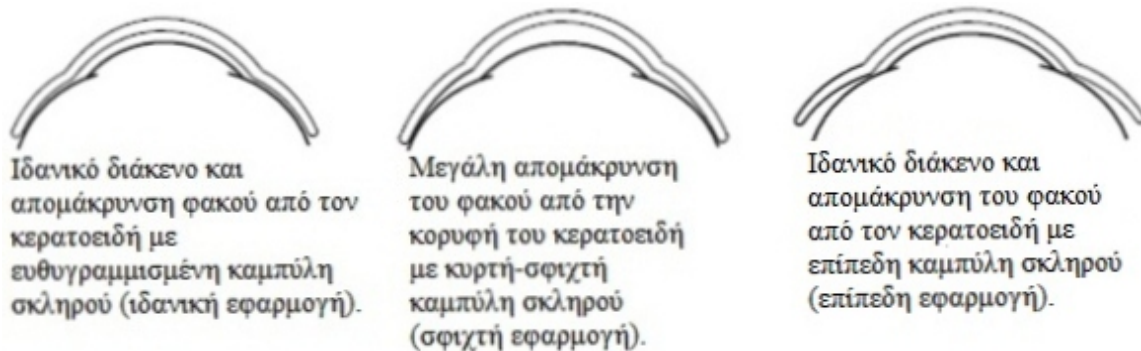 Ιδανικό διάκενο και
απομάκρυνση φακού από τον
κερατοειδή με
ευθυγραμμισμένη καμπύλη
σκληρού (ιδανική εφαρμογή).
Μεγάλη απομάκρυνση
του φακού από την
κορυφή του κερατοειδή
με κυρτή-σφιχτή
καμπύλη σκληρού
(σφιχτή εφαρμογή).
Ιδανικό διάκενο και
απομάκρυνση του φακού
από τον κερατοειδή με
επίπεδη καμπύλη σκληρού
(επίπεδη εφαρμογή).